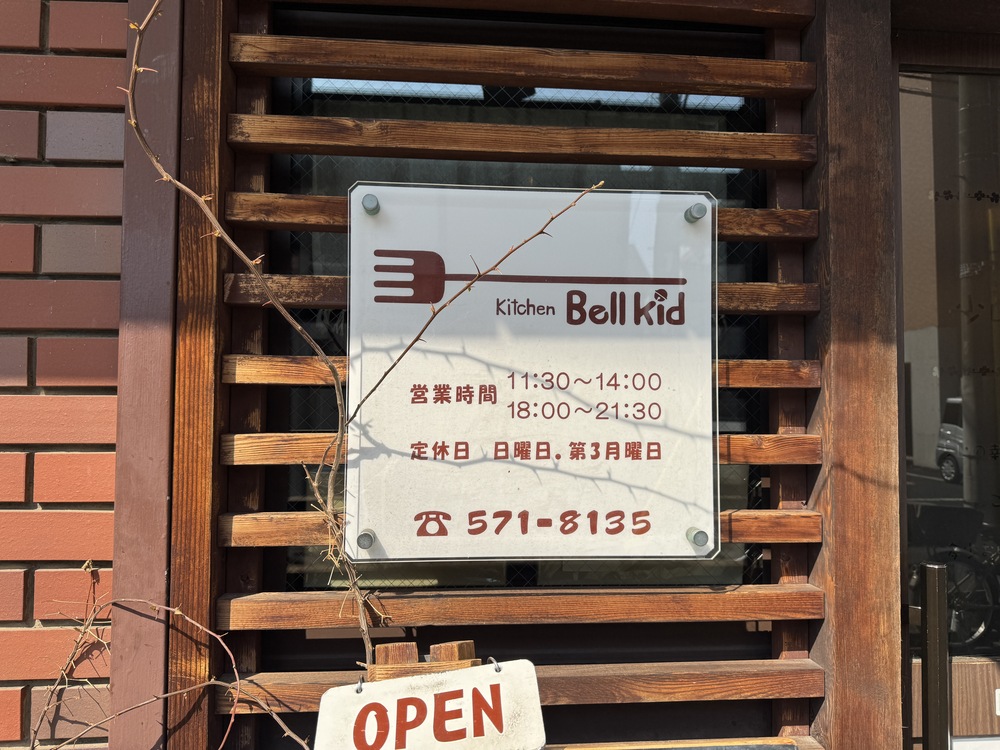 Kitchen Bell kid
営業時間 11:30～14:00
18:00～21:30
定休日 日曜日。第3月曜日
☎ 571-8135
OPEN